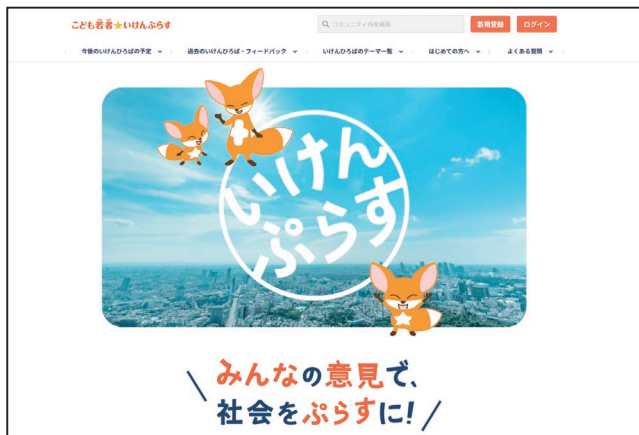 こども若者★いけんぷらす
コミュニティ内を検索
新規登録
ログイン
今後のいけんひろばの予定
過去のいけんひろば・フィードバック
いけんひろばのテーマ一覧
はじめての方へ
よくある質問
いけん
ぷらす
みんなの意見で、
社会をぷらすに!